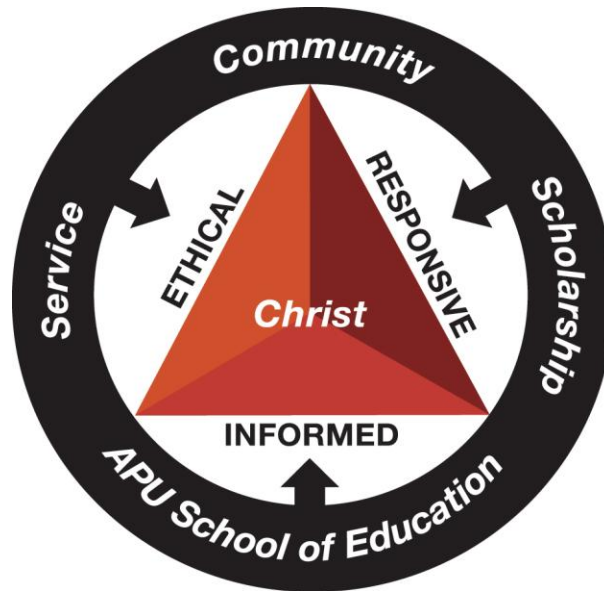 Community
Service
Scholarship
ETHICAL
RESPONSIVE
Christ
INFORMED
APU School of Education